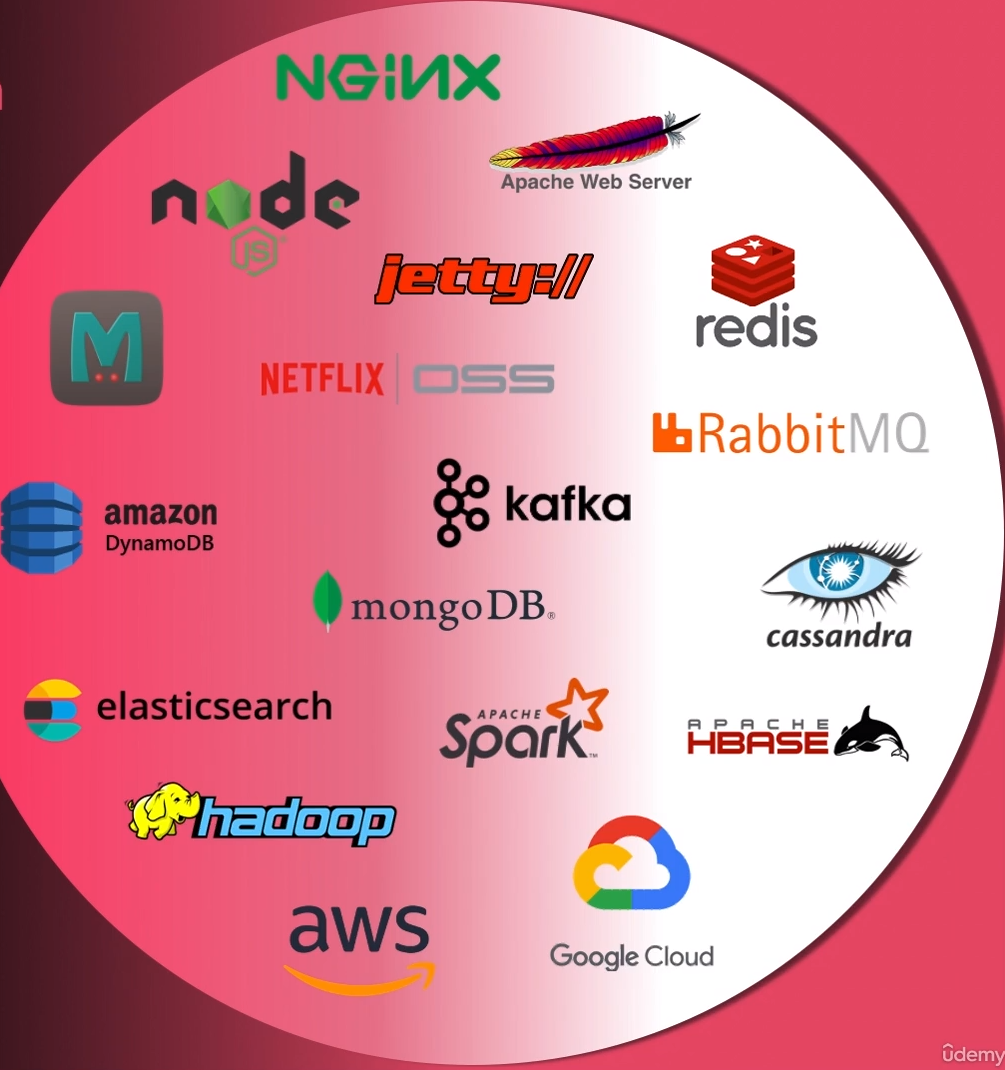 NGiNX
Apache Web Server
node
JS
jetty://
redis
M
NETFLIX OSS
RabbitMQ
kafka
amazon
DynamoDB
mongoDB®
cassandra
elasticsearch
APACHE
Spark™
APACHE
HBASE
hadoop
aws
Google Cloud
ûdemy